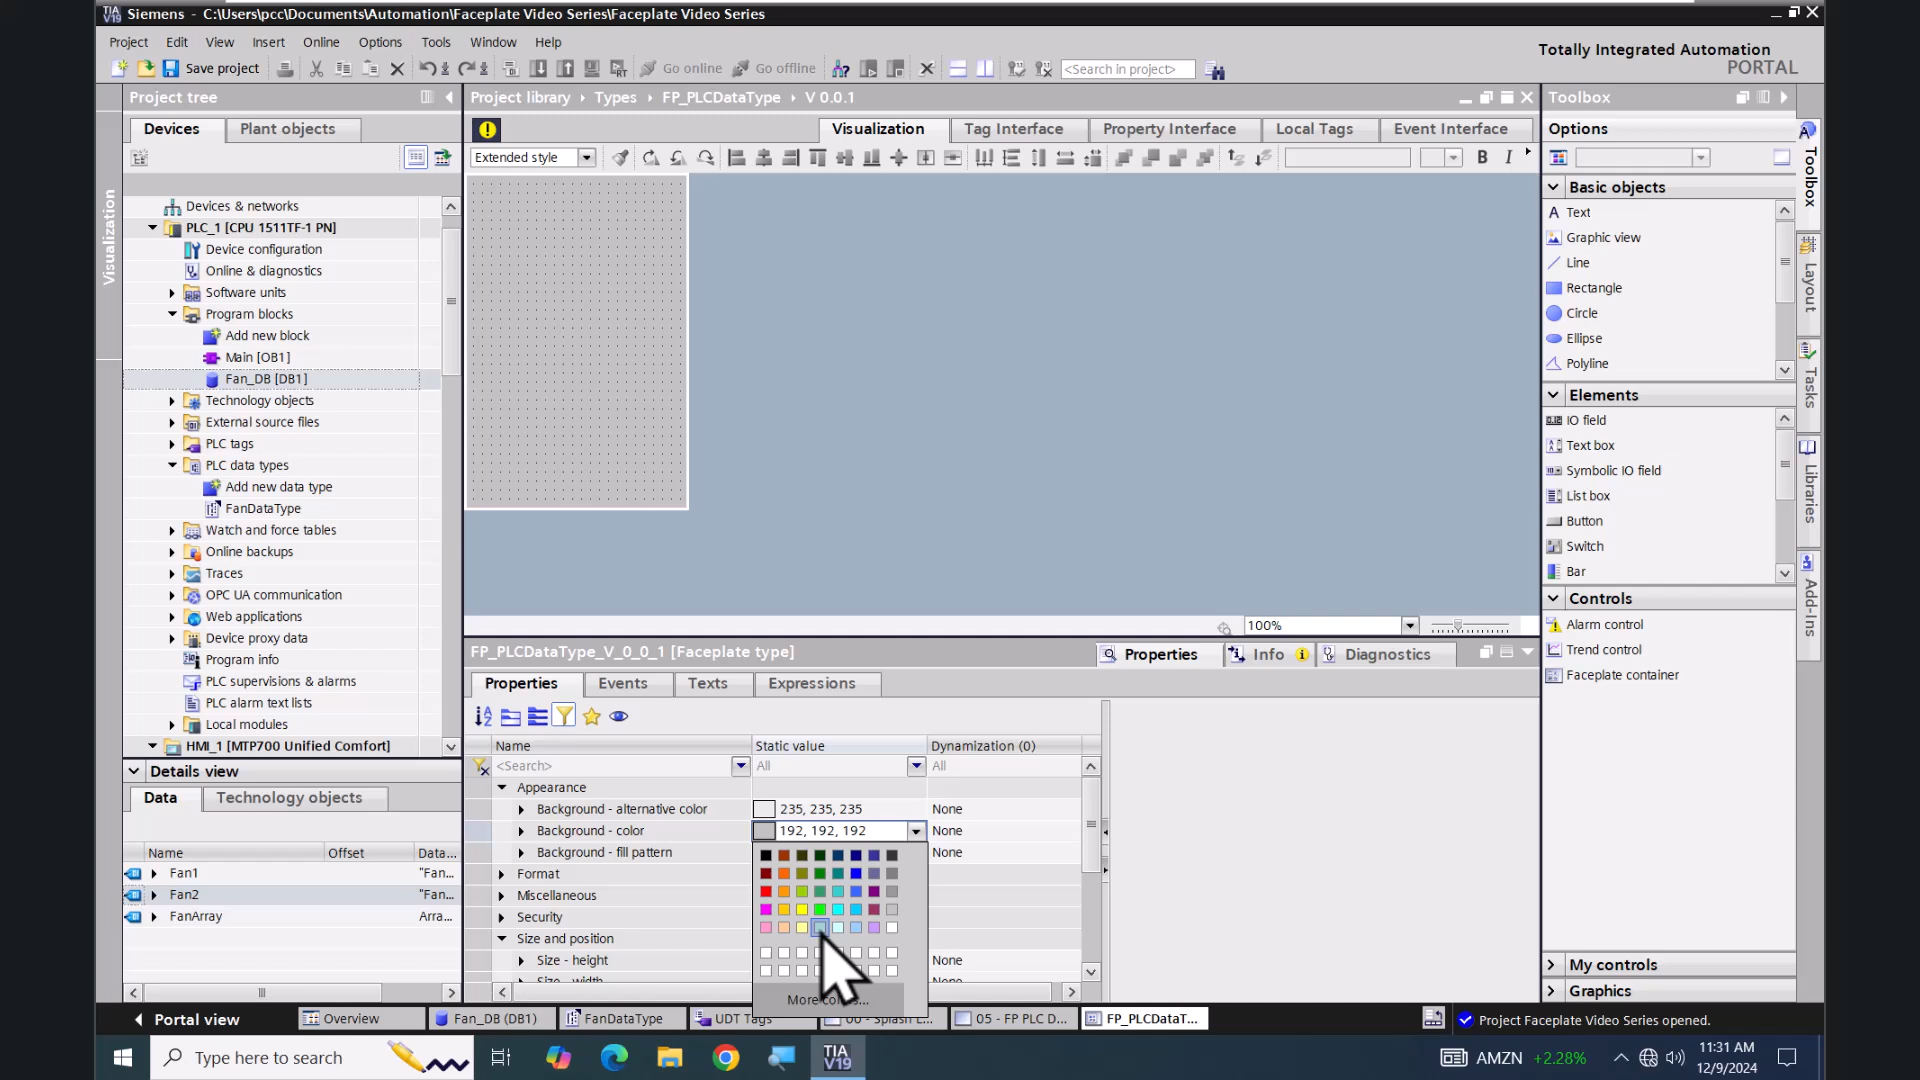 TIA V19 Siemens - C:\Users\pcc\Documents\Automation\Faceplate Video Series\Faceplate Video Series
Project Edit View Insert Online Options Tools Window Help
Totally Integrated Automation
PORTAL
Save project Go online Go offline <Search in project>
Project tree
Project library Types FP_PLCDataType V 0.0.1
Toolbox
Devices Plant objects
Visualization Tag Interface Property Interface Local Tags Event Interface
Options
Extended style B I
Visualization
Devices & networks
PLC_1 [CPU 1511TF-1 PN]
Device configuration
Online & diagnostics
Software units
Program blocks
Add new block
Main [OB1]
Fan_DB [DB1]
Technology objects
External source files
PLC tags
PLC data types
Add new data type
FanDataType
Watch and force tables
Online backups
Traces
OPC UA communication
Web applications
Device proxy data
Program info
PLC supervisions & alarms
PLC alarm text lists
Local modules
HMI_1 [MTP700 Unified Comfort]
Basic objects
Text
Graphic view
Line
Rectangle
Circle
Ellipse
Polyline
Elements
IO field
Text box
Symbolic IO field
List box
Button
Switch
Bar
Controls
Alarm control
Trend control
Faceplate container
My controls
Graphics
Toolbox
Layout
Tasks
Libraries
Add-Ins
100%
FP_PLCDataType_V_0_0_1 [Faceplate type]
Properties Info Diagnostics
Properties Events Texts Expressions
Name Static value Dynamization (0)
<Search> All All
Appearance
Background - alternative color 235, 235, 235 None
Background - color 192, 192, 192 None
Background - fill pattern None
Format
Miscellaneous
Security
Size and position
Size - height None
Size - width None
Details view
Data Technology objects
Name Offset Data...
Fan1 "Fan...
Fan2 "Fan...
FanArray Arra...
Portal view Overview Fan_DB (DB1) FanDataType UDT Tags 05 - FP PLC D... FP_PLCDataT...
Project Faceplate Video Series opened.
Type here to search
TIA V19
AMZN +2.28%
11:31 AM
12/9/2024